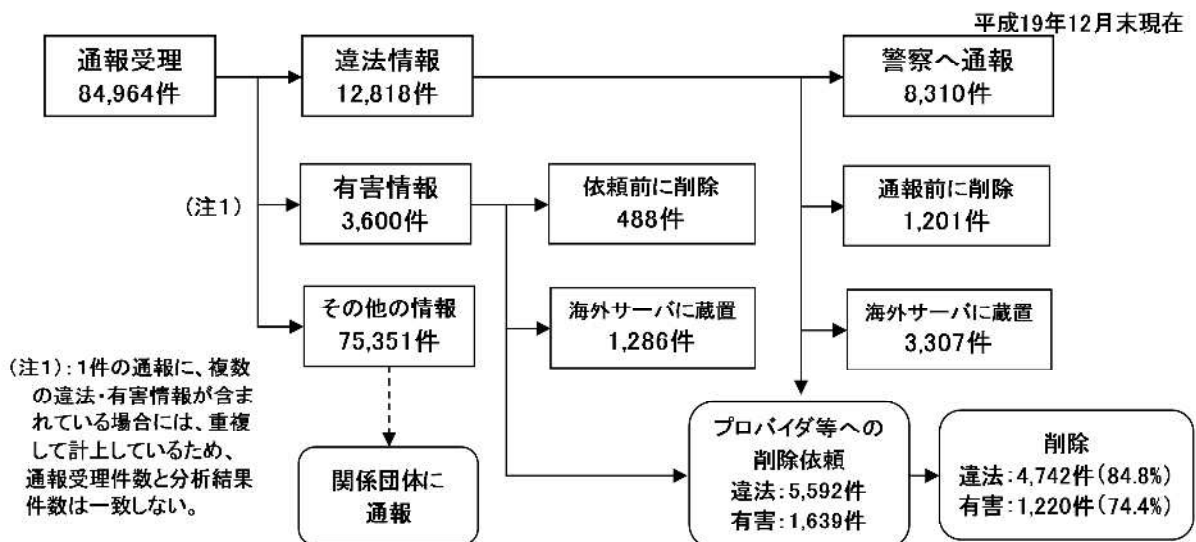 平成19年12月末現在
通報受理
84,964件
違法情報
12,818件
警察へ通報
8,310件
(注1)
有害情報
3,600件
依頼前に削除
488件
通報前に削除
1,201件
その他の情報
75,351件
海外サーバに蔵置
1,286件
海外サーバに蔵置
3,307件
(注1):1件の通報に、複数
の違法・有害情報が含ま
れている場合には、重複
して計上しているため、
通報受理件数と分析結果
件数は一致しない。
関係団体に
通報
プロバイダ等への
削除依頼
違法:5,592件
有害:1,639件
削除
違法:4,742件(84.8%)
有害:1,220件(74.4%)